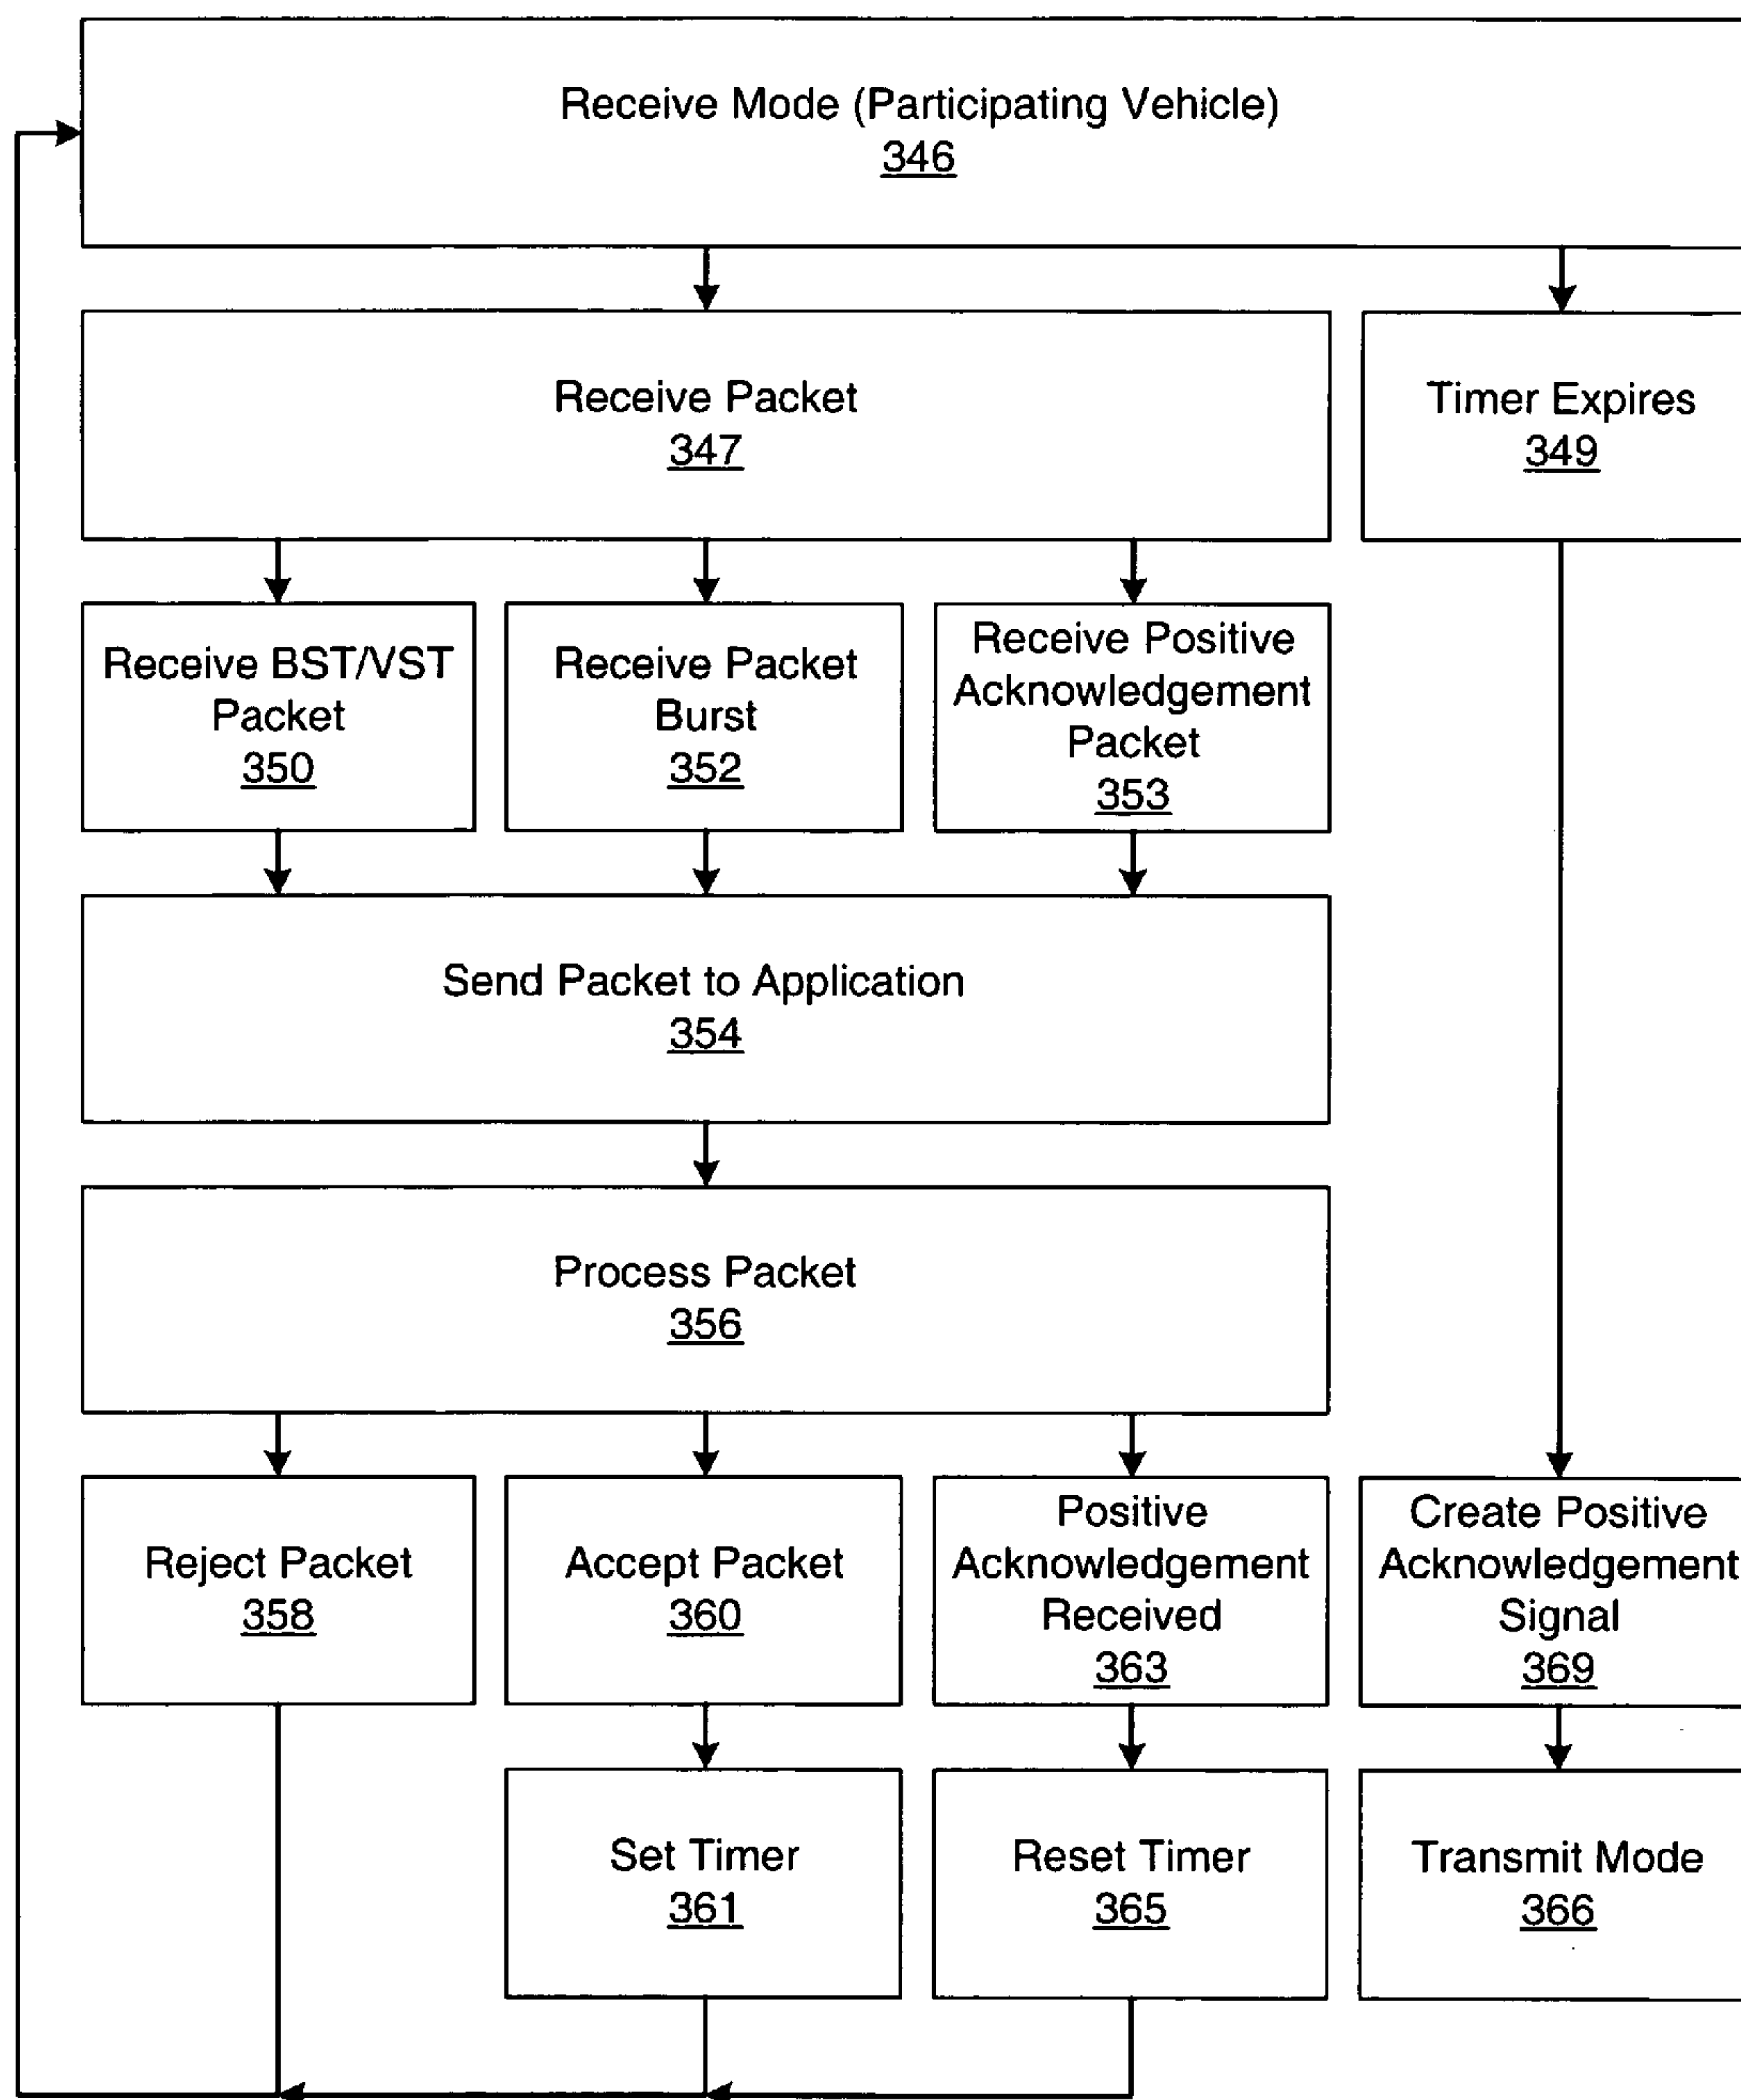 Receive Mode (Participating Vehicle)
346
Receive Packet
347
Timer Expires
349
Receive BST/VST
Packet
350
Receive Packet
Burst
352
Receive Positive
Acknowledgement
Packet
353
Send Packet to Application
354
Process Packet
356
Reject Packet
358
Accept Packet
360
Positive
Acknowledgement
Received
363
Create Positive
Acknowledgement
Signal
369
Set Timer
361
Reset Timer
365
Transmit Mode
366